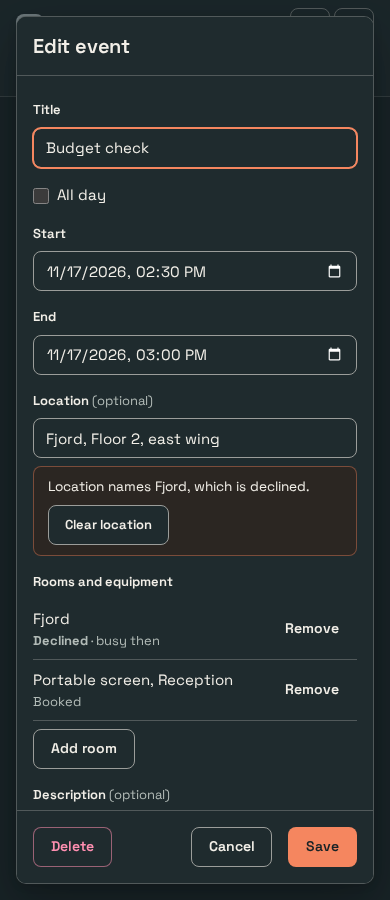 Edit event
Title
Budget check
All day
Start
11/17/2026, 02:30 PM
End
11/17/2026, 03:00 PM
Location (optional)
Fjord, Floor 2, east wing
Location names Fjord, which is declined.
Clear location
Rooms and equipment
Fjord
Declined · busy then
Remove
Portable screen, Reception
Booked
Remove
Add room
Description (optional)
Delete
Cancel
Save